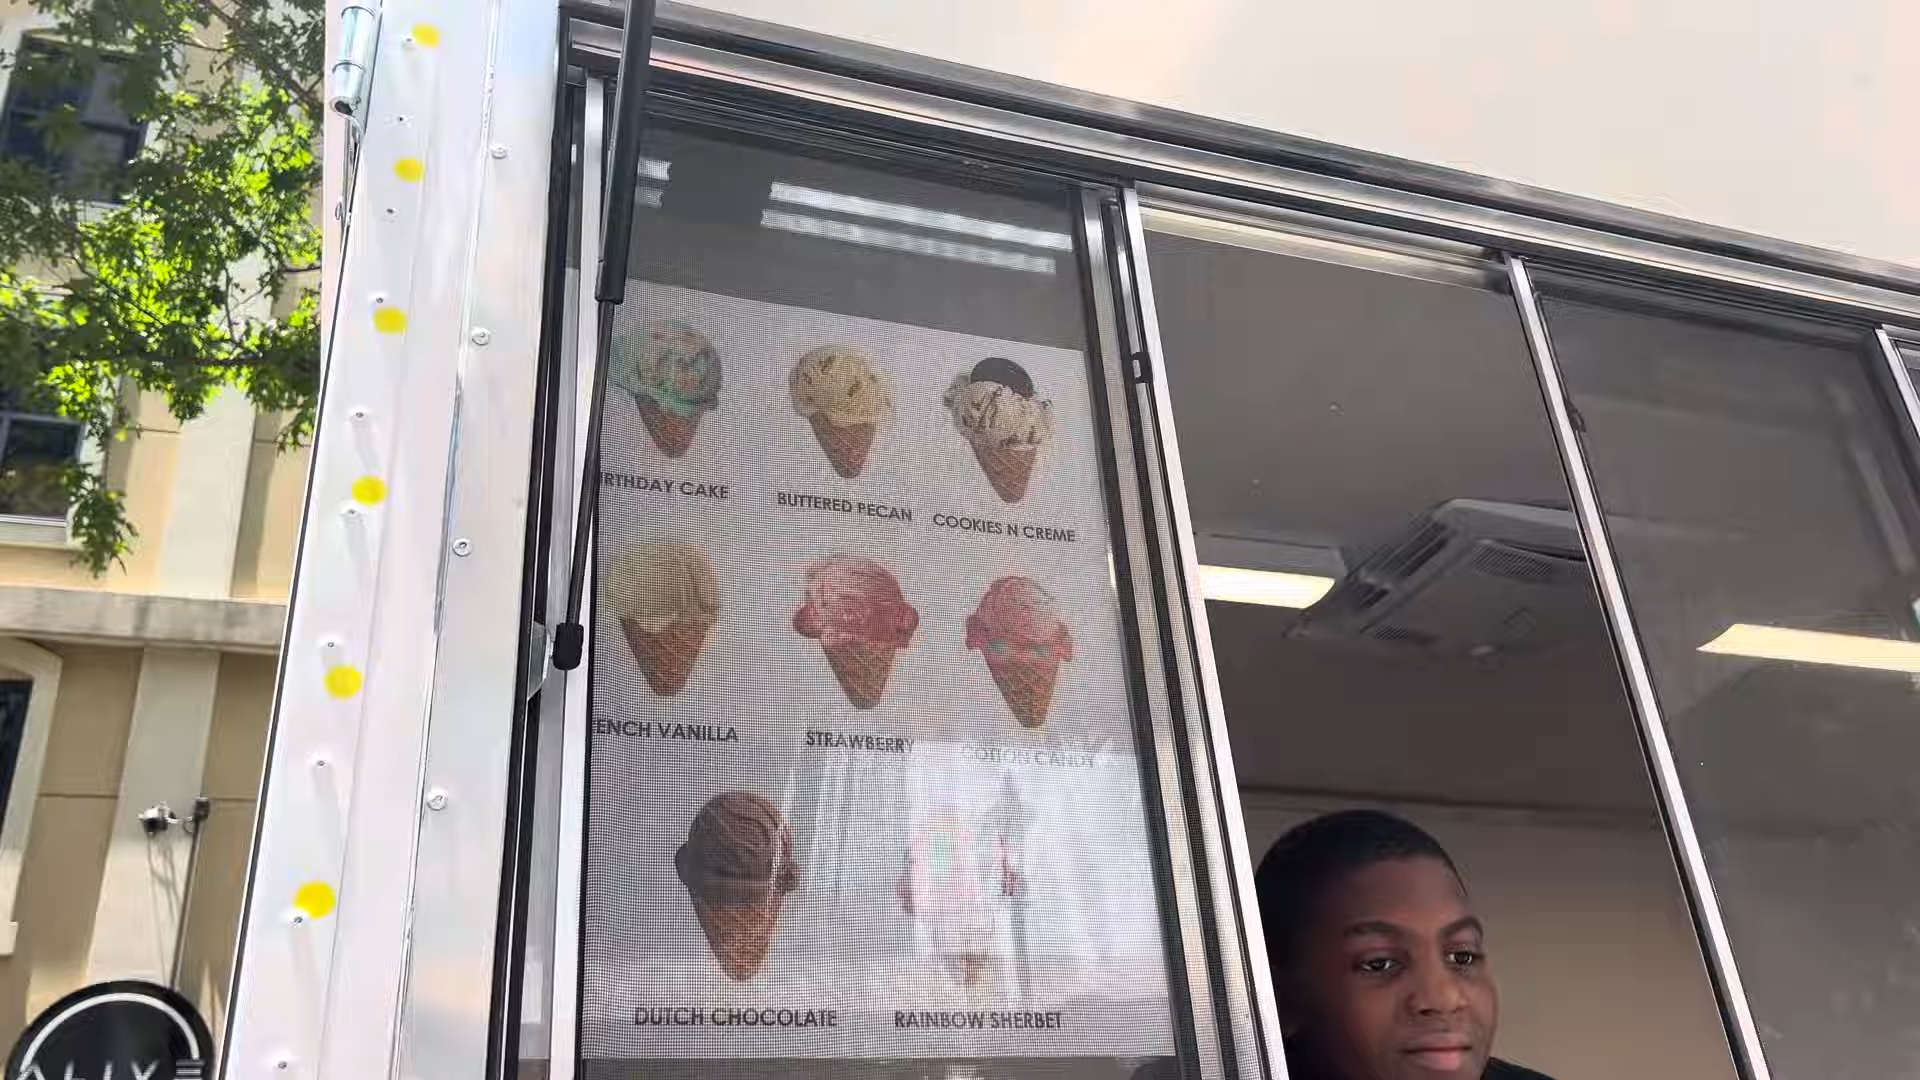 RTHDAY CAKE
BUTTERED PECAN
COOKIES N CREME
ENCH VANILLA
STRAWBERRY
COTTON CANDY
DUTCH CHOCOLATE
RAINBOW SHERBET